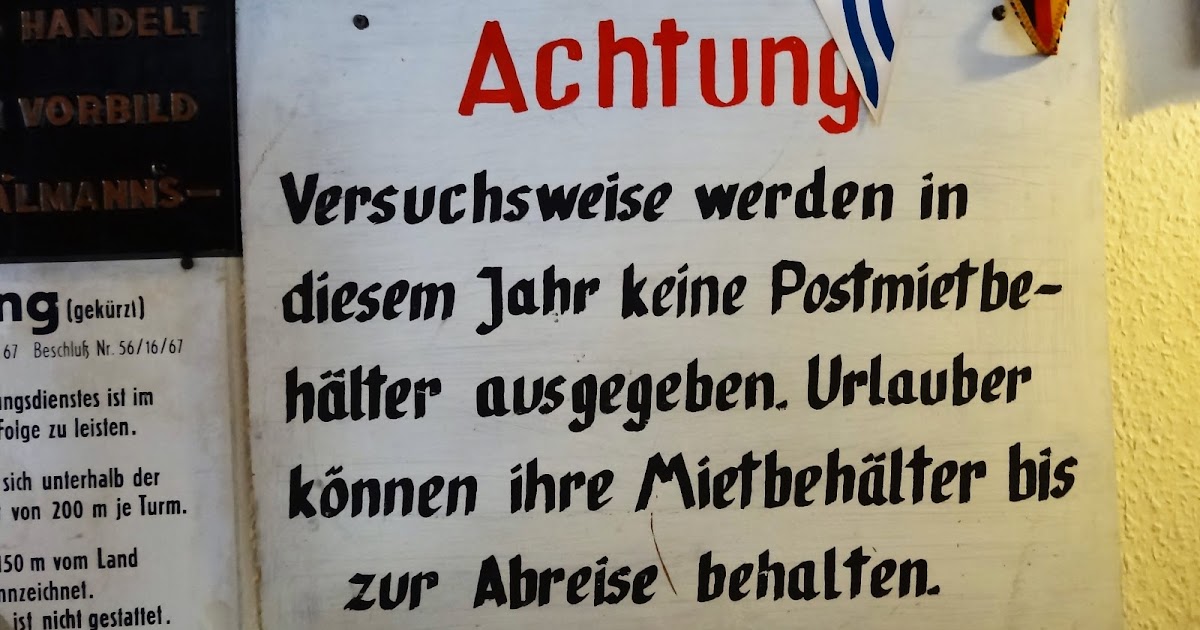 HANDELT
VORBILD
ÄLMANN'S—
ng (gekürzt)
67 Beschluß Nr. 56/16/67
ngsdienstes ist im
Folge zu leisten.
sich unterhalb der
von 200 m je Turm.
150 m vom Land
nnzeichnet.
ist nicht gestattet.
Achtung
Versuchsweise werden in
diesem Jahr keine Postmietbe-
hälter ausgegeben. Urlauber
können ihre Mietbehälter bis
zur Abreise behalten.